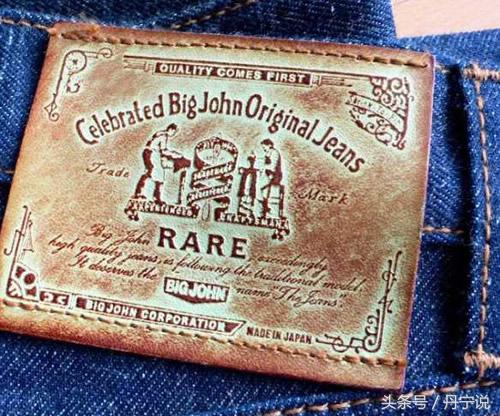 QUALITY COMES FIRST
Celebrated Big John Original Jeans
Trade Mark
RARE
Big John exceedingly
high quality jeans, is following the traditional model.
It deserves the BIG JOHN name "The Jeans".
BIG JOHN CORPORATION
MADE IN JAPAN
头条号 / 丹宁说